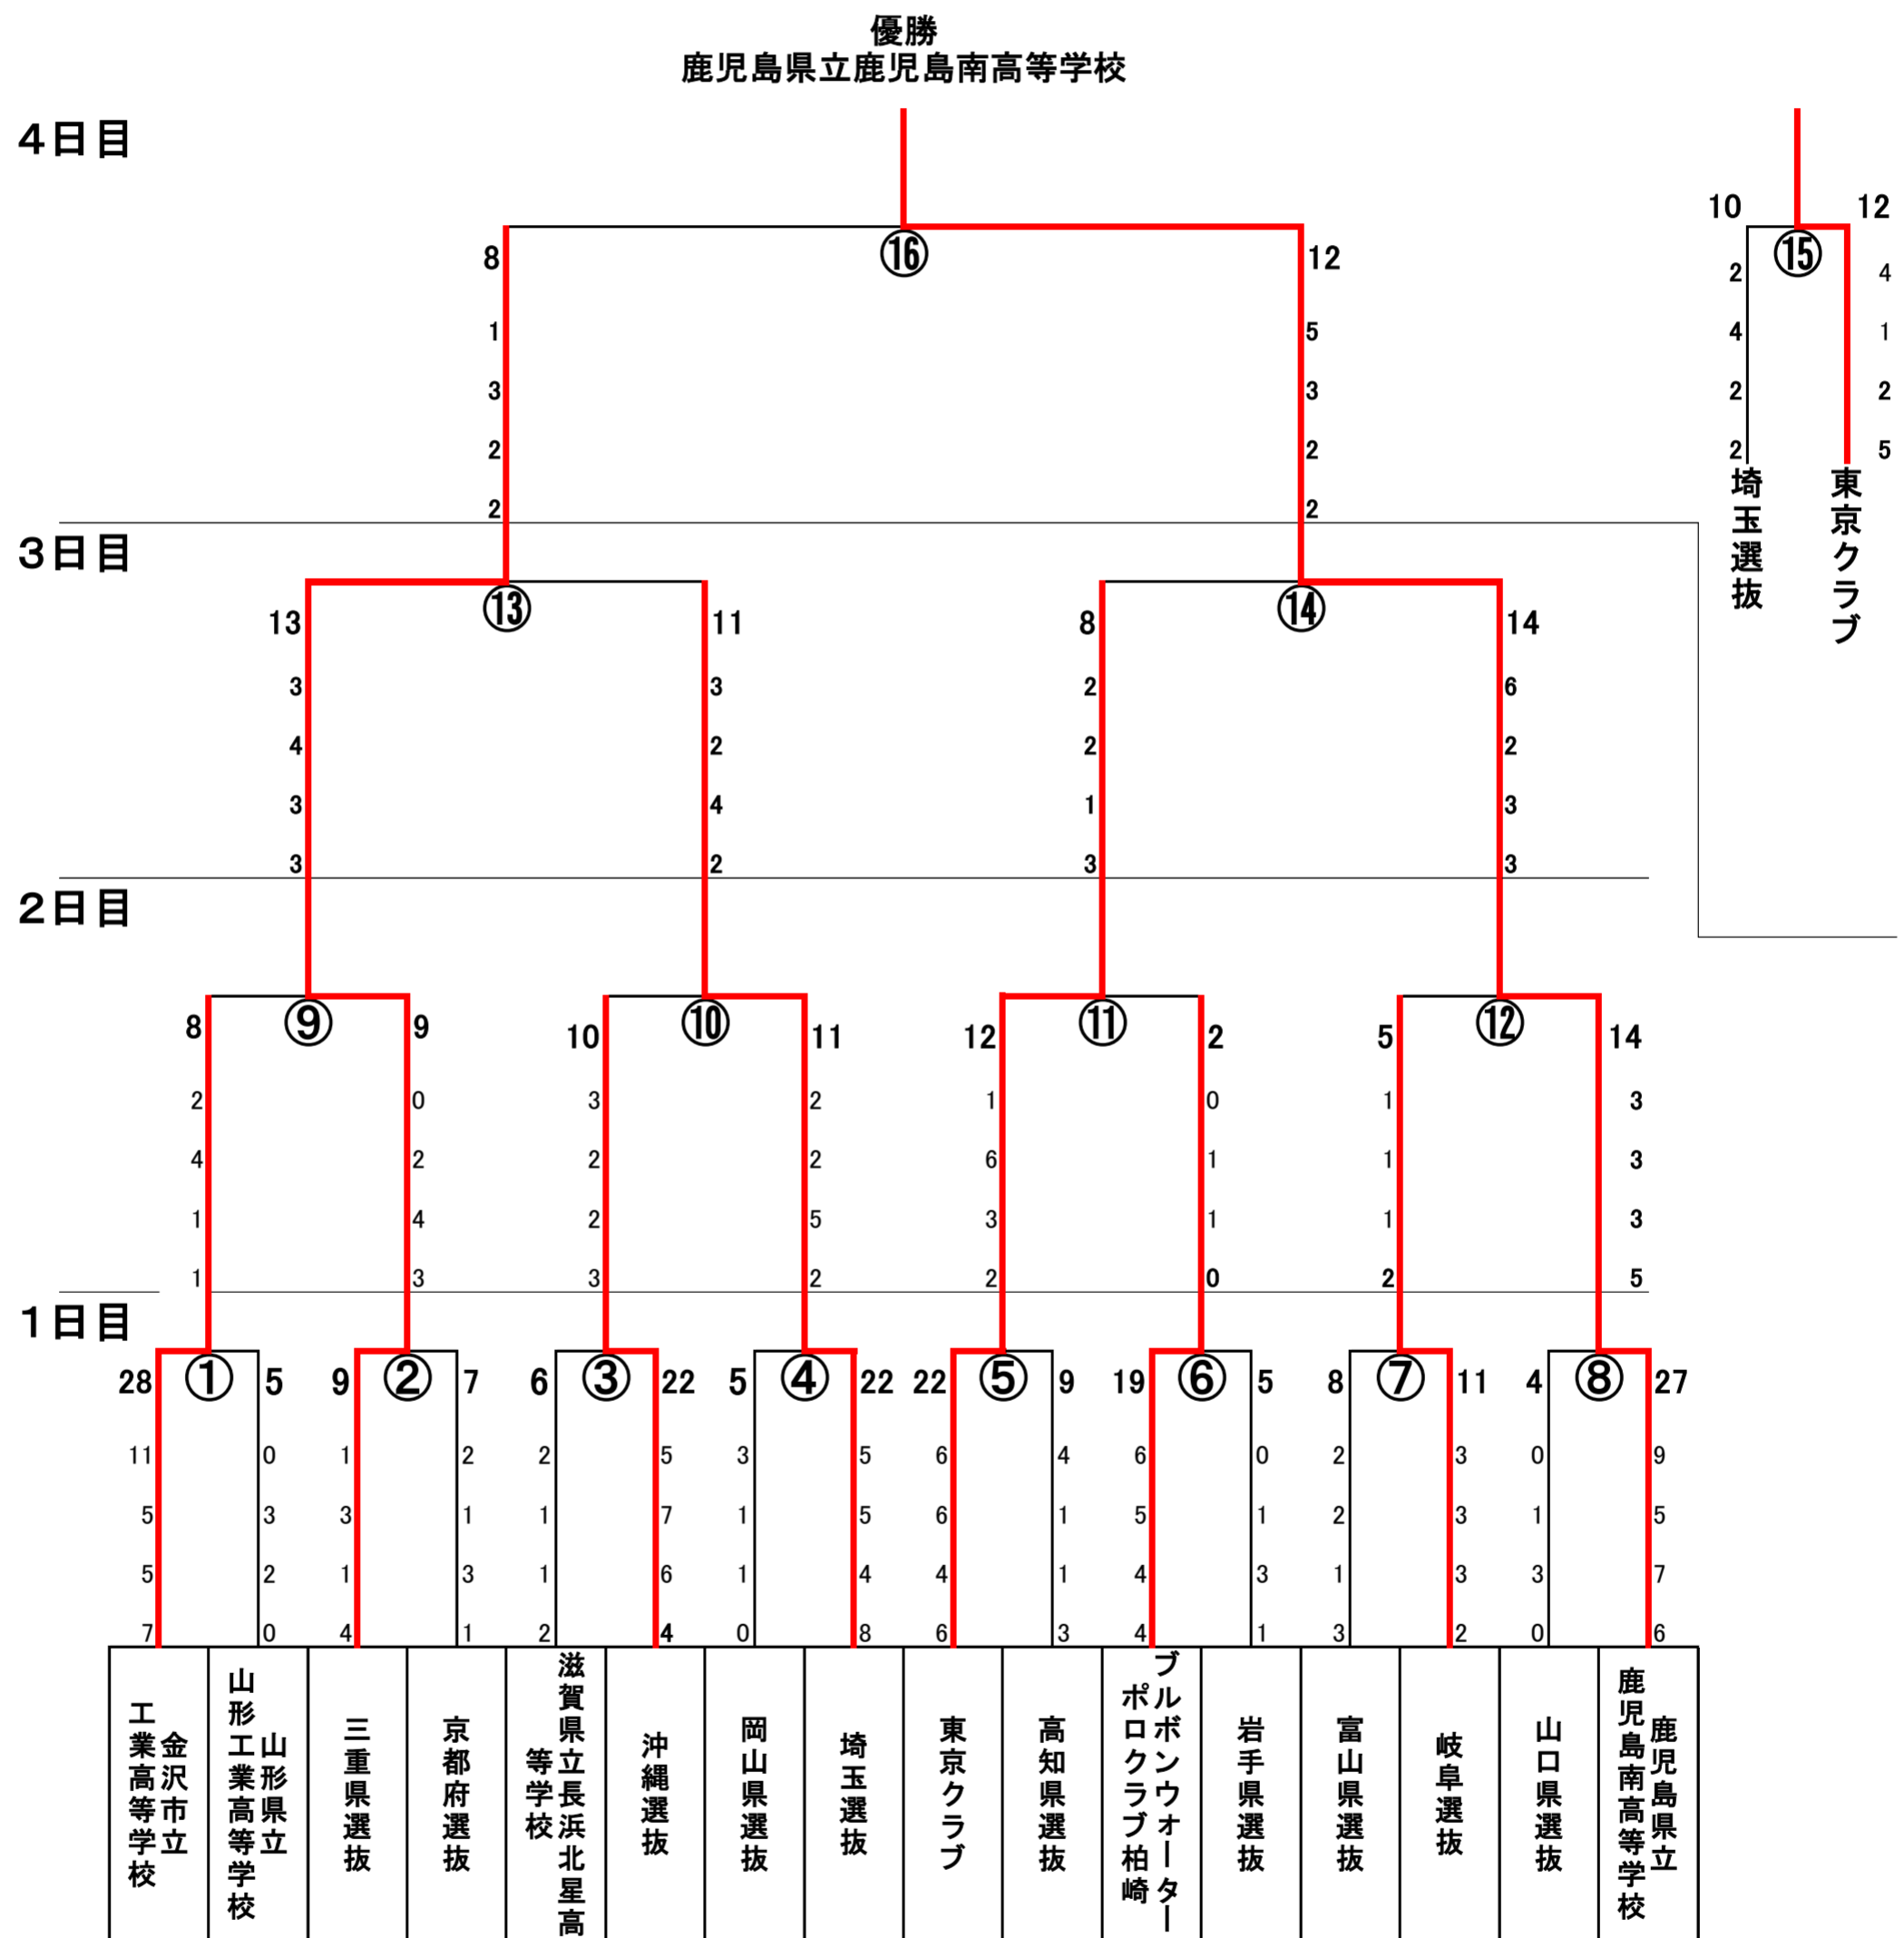 優勝
鹿児島県立鹿児島南高等学校
4日目
10 12
8 ⑯ 12 ⑮
2 4
1 5 4 1
3 3 2 2
2 2 2 5
2 2
埼玉選抜
東京クラブ
3日目
13 ⑬ 11 8 ⑭ 14
3 3 2 6
4 2 2 2
3 4 1 3
3 2 3 3
2日目
8 ⑨ 9 10 ⑩ 11 12 ⑪ 2 5 ⑫ 14
2 0 3 2 1 0 1 3
4 2 2 2 6 1 1 3
1 4 2 5 3 1 1 3
1 3 3 2 2 0 2 5
1日目
28 ① 5 9 ② 7 6 ③ 22 5 ④ 22 22 ⑤ 9 19 ⑥ 5 8 ⑦ 11 4 ⑧ 27
11 0 1 2 2 5 3 5 6 4 6 0 2 3 0 9
5 3 3 1 1 7 1 5 6 1 5 1 2 3 1 5
5 2 1 3 1 6 1 4 4 1 4 3 1 3 3 7
7 0 4 1 2 4 0 8 6 3 4 1 3 2 0 6
金沢市立
工業高等学校
山形県立
山形工業高等学校
三重県選抜
京都府選抜
滋賀県立長浜北星高
等学校
沖縄選抜
岡山県選抜
埼玉選抜
東京クラブ
高知県選抜
ブルボンウォーター
ポロクラブ柏崎
岩手県選抜
富山県選抜
岐阜選抜
山口県選抜
鹿児島県立
鹿児島南高等学校